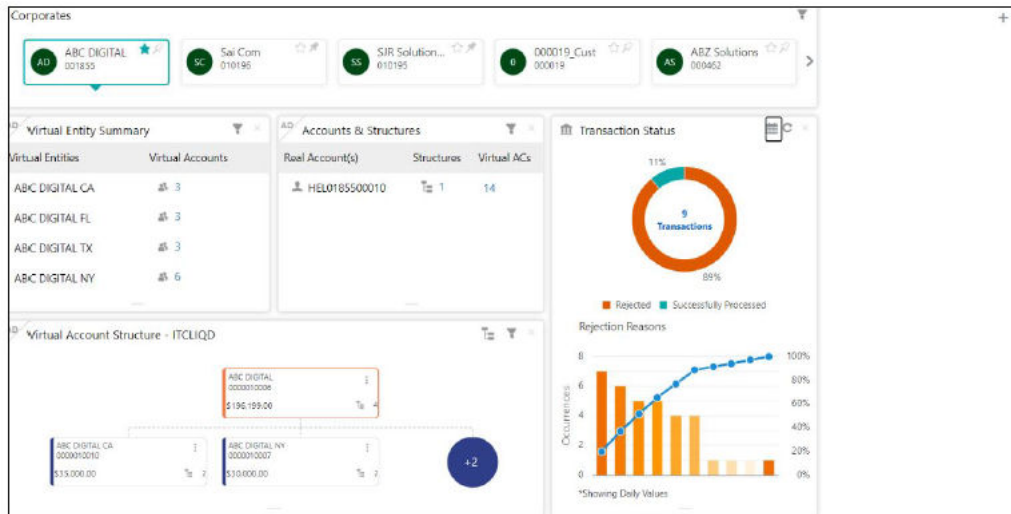 Corporates
AD ABC DIGITAL 001855
SC Sai Com 010196
SS SJR Solution... 010195
0 000019_Cust 000019
AS ABZ Solutions 000462
Virtual Entity Summary
Virtual Entities Virtual Accounts
ABC DIGITAL CA 3
ABC DIGITAL FL 3
ABC DIGITAL TX 3
ABC DIGITAL NY 6
AD Accounts & Structures
Real Account(s) Structures Virtual ACs
HEL0185500010 1 14
Transaction Status
11%
9
Transactions
89%
Rejected Successfully Processed
Rejection Reasons
Occurrences
8 100%
6 80%
60%
4 40%
2 20%
0 0%
*Showing Daily Values
Virtual Account Structure - ITCLIQD
ABC DIGITAL
0000010006
$196,199.00 4
ABC DIGITAL CA
0000010010
$35,000.00 2
ABC DIGITAL NY
0000010007
$30,000.00 2
+2